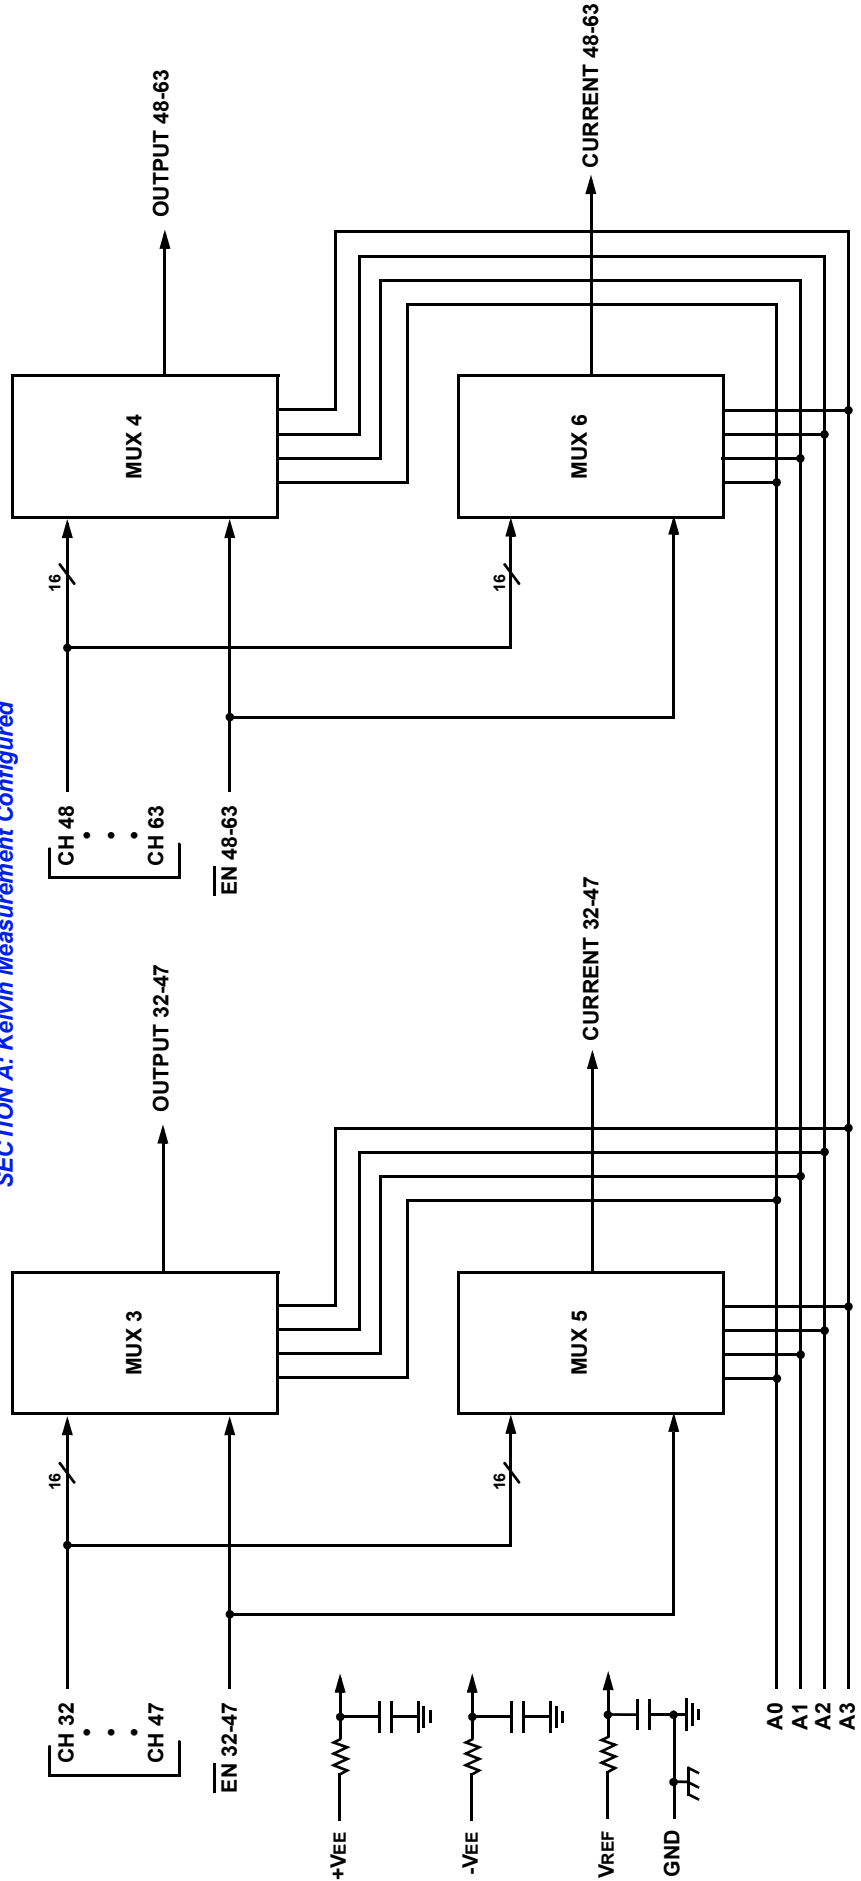 SECTION A: Kelvin Measurement Configured
CH 32
• • •
CH 47
EN 32-47
16
16
MUX 3
MUX 5
OUTPUT 32-47
CURRENT 32-47
CH 48
• • •
CH 63
EN 48-63
16
16
MUX 4
MUX 6
OUTPUT 48-63
CURRENT 48-63
+VEE
-VEE
VREF
GND
A0
A1
A2
A3